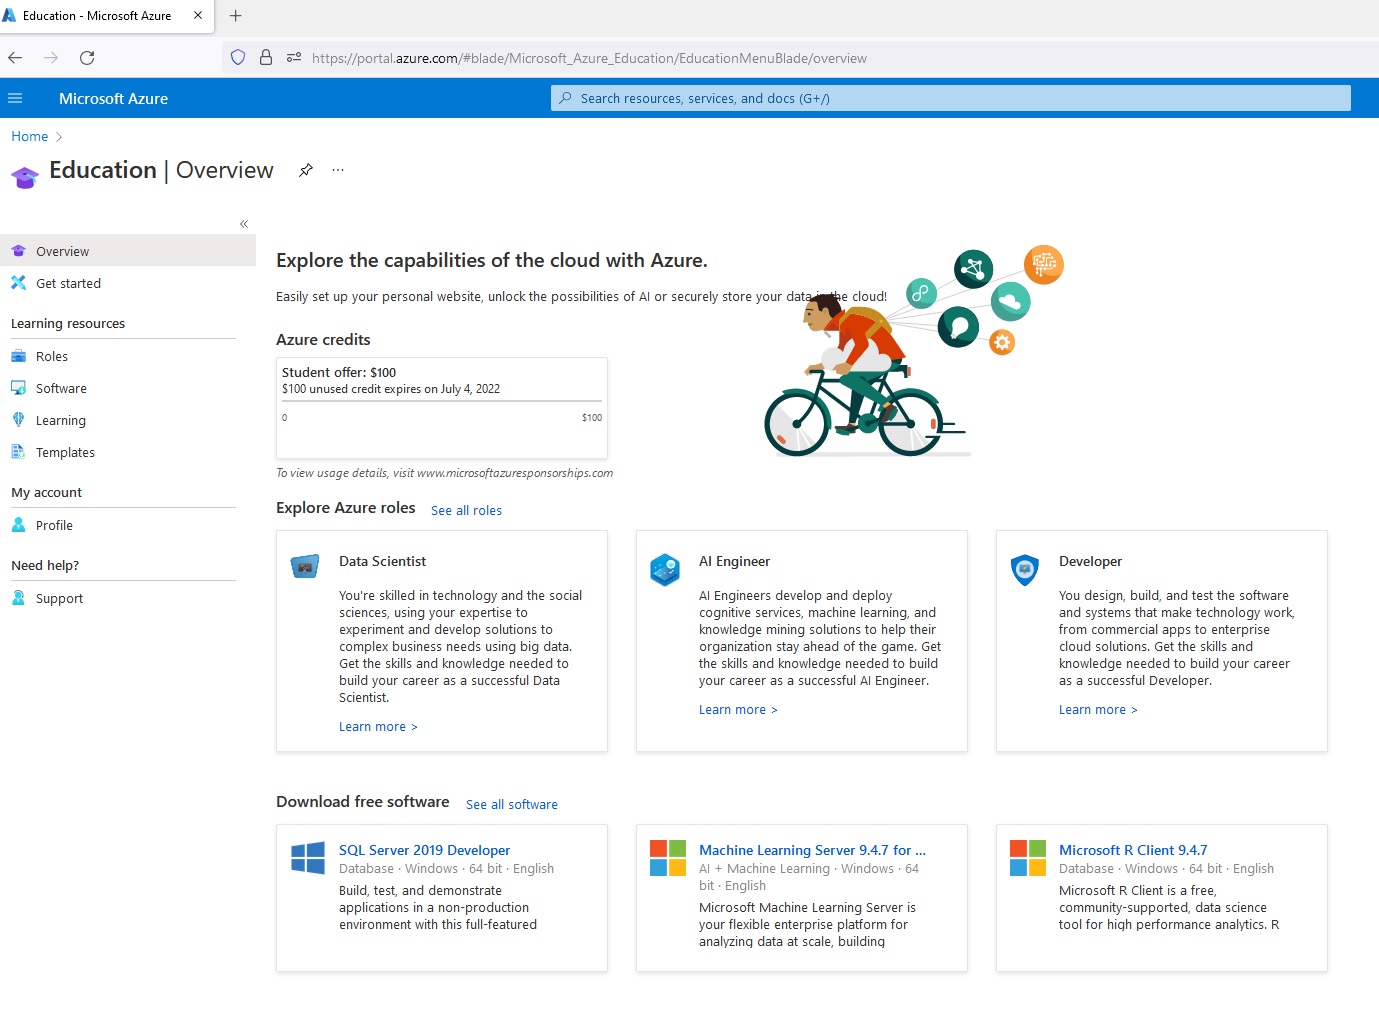 Education - Microsoft Azure
https://portal.azure.com/#blade/Microsoft_Azure_Education/EducationMenuBlade/overview
Microsoft Azure
Search resources, services, and docs (G+/)
Home
Education | Overview
Overview
Get started
Learning resources
Roles
Software
Learning
Templates
My account
Profile
Need help?
Support
Explore the capabilities of the cloud with Azure.
Easily set up your personal website, unlock the possibilities of AI or securely store your data in the cloud!
Azure credits
Student offer: $100
$100 unused credit expires on July 4, 2022
0 $100
To view usage details, visit www.microsoftazuresponsorships.com
Explore Azure roles See all roles
Data Scientist
You're skilled in technology and the social
sciences, using your expertise to
experiment and develop solutions to
complex business needs using big data.
Get the skills and knowledge needed to
build your career as a successful Data
Scientist.
Learn more >
AI Engineer
AI Engineers develop and deploy
cognitive services, machine learning, and
knowledge mining solutions to help their
organization stay ahead of the game. Get
the skills and knowledge needed to build
your career as a successful AI Engineer.
Learn more >
Developer
You design, build, and test the software
and systems that make technology work,
from commercial apps to enterprise
cloud solutions. Get the skills and
knowledge needed to build your career
as a successful Developer.
Learn more >
Download free software See all software
SQL Server 2019 Developer
Database · Windows · 64 bit · English
Build, test, and demonstrate
applications in a non-production
environment with this full-featured
Machine Learning Server 9.4.7 for ...
AI + Machine Learning · Windows · 64
bit · English
Microsoft Machine Learning Server is
your flexible enterprise platform for
analyzing data at scale, building
Microsoft R Client 9.4.7
Database · Windows · 64 bit · English
Microsoft R Client is a free,
community-supported, data science
tool for high performance analytics. R